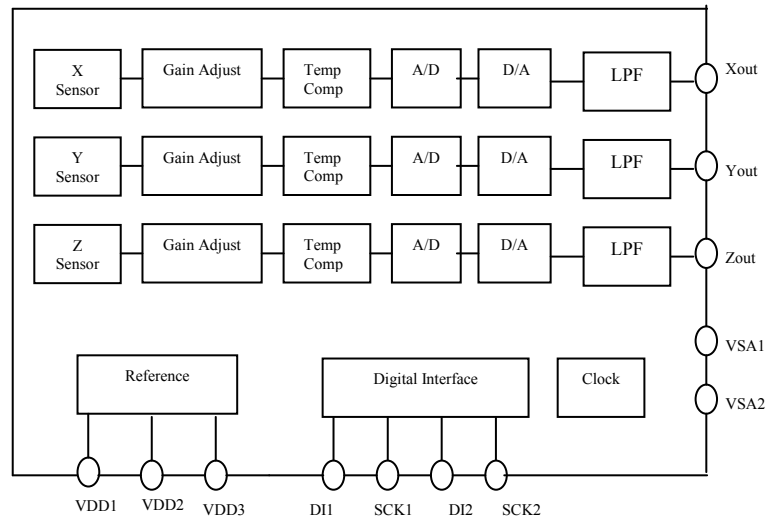 X Sensor
Gain Adjust
Temp Comp
A/D
D/A
LPF
Xout
Y Sensor
Gain Adjust
Temp Comp
A/D
D/A
LPF
Yout
Z Sensor
Gain Adjust
Temp Comp
A/D
D/A
LPF
Zout
VSA1
Reference
Digital Interface
Clock
VSA2
VDD1
VDD2
VDD3
DI1
SCK1
DI2
SCK2